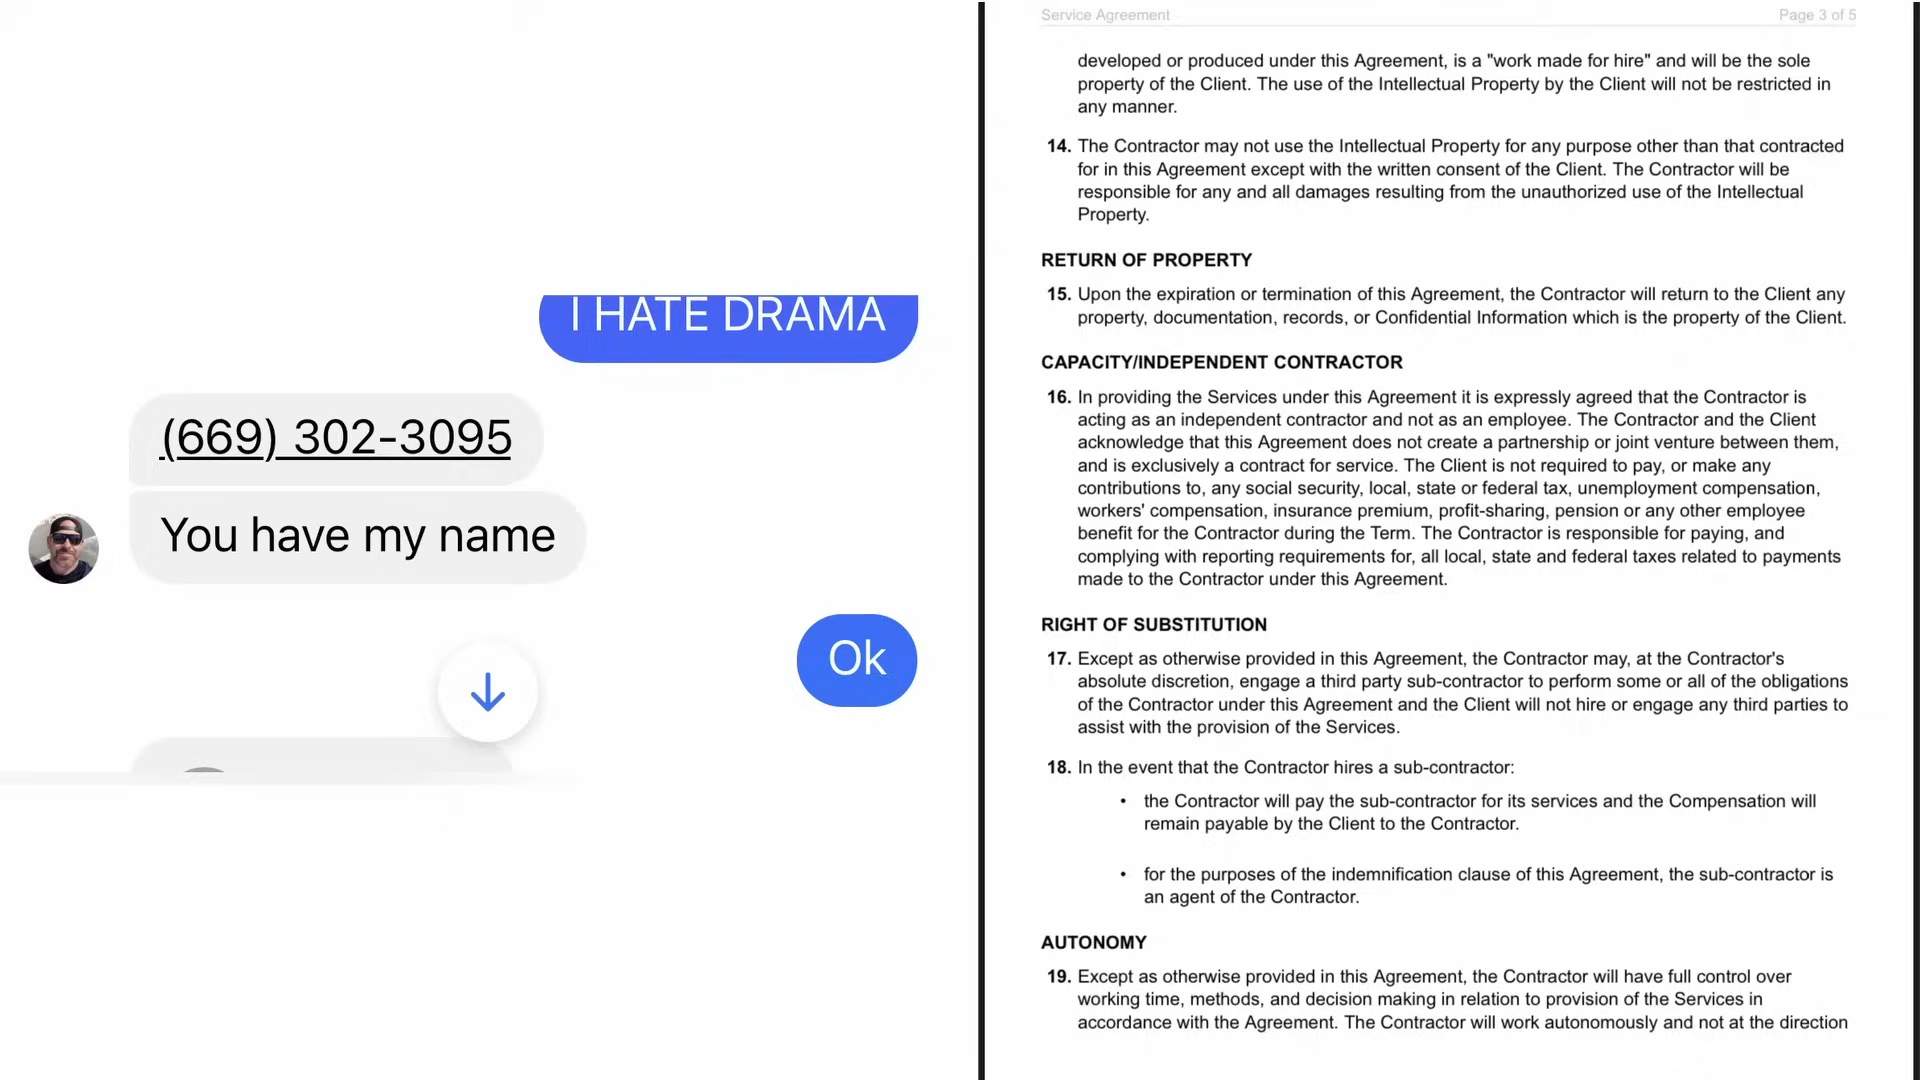 I HATE DRAMA
(669) 302-3095
You have my name
Ok
Service Agreement
Page 3 of 5
developed or produced under this Agreement, is a "work made for hire" and will be the sole
property of the Client. The use of the Intellectual Property by the Client will not be restricted in
any manner.
14. The Contractor may not use the Intellectual Property for any purpose other than that contracted
for in this Agreement except with the written consent of the Client. The Contractor will be
responsible for any and all damages resulting from the unauthorized use of the Intellectual
Property.
RETURN OF PROPERTY
15. Upon the expiration or termination of this Agreement, the Contractor will return to the Client any
property, documentation, records, or Confidential Information which is the property of the Client.
CAPACITY/INDEPENDENT CONTRACTOR
16. In providing the Services under this Agreement it is expressly agreed that the Contractor is
acting as an independent contractor and not as an employee. The Contractor and the Client
acknowledge that this Agreement does not create a partnership or joint venture between them,
and is exclusively a contract for service. The Client is not required to pay, or make any
contributions to, any social security, local, state or federal tax, unemployment compensation,
workers' compensation, insurance premium, profit-sharing, pension or any other employee
benefit for the Contractor during the Term. The Contractor is responsible for paying, and
complying with reporting requirements for, all local, state and federal taxes related to payments
made to the Contractor under this Agreement.
RIGHT OF SUBSTITUTION
17. Except as otherwise provided in this Agreement, the Contractor may, at the Contractor's
absolute discretion, engage a third party sub-contractor to perform some or all of the obligations
of the Contractor under this Agreement and the Client will not hire or engage any third parties to
assist with the provision of the Services.
18. In the event that the Contractor hires a sub-contractor:
• the Contractor will pay the sub-contractor for its services and the Compensation will
remain payable by the Client to the Contractor.
• for the purposes of the indemnification clause of this Agreement, the sub-contractor is
an agent of the Contractor.
AUTONOMY
19. Except as otherwise provided in this Agreement, the Contractor will have full control over
working time, methods, and decision making in relation to provision of the Services in
accordance with the Agreement. The Contractor will work autonomously and not at the direction